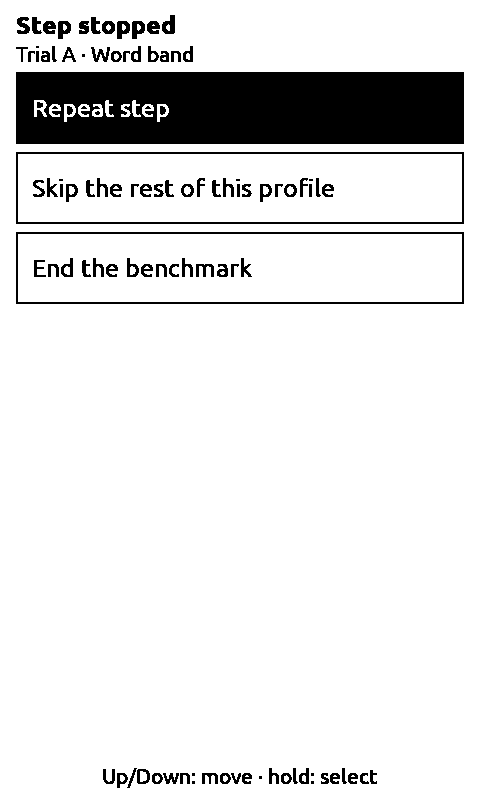 Step stopped
Trial A · Word band
Repeat step
Skip the rest of this profile
End the benchmark
Up/Down: move · hold: select